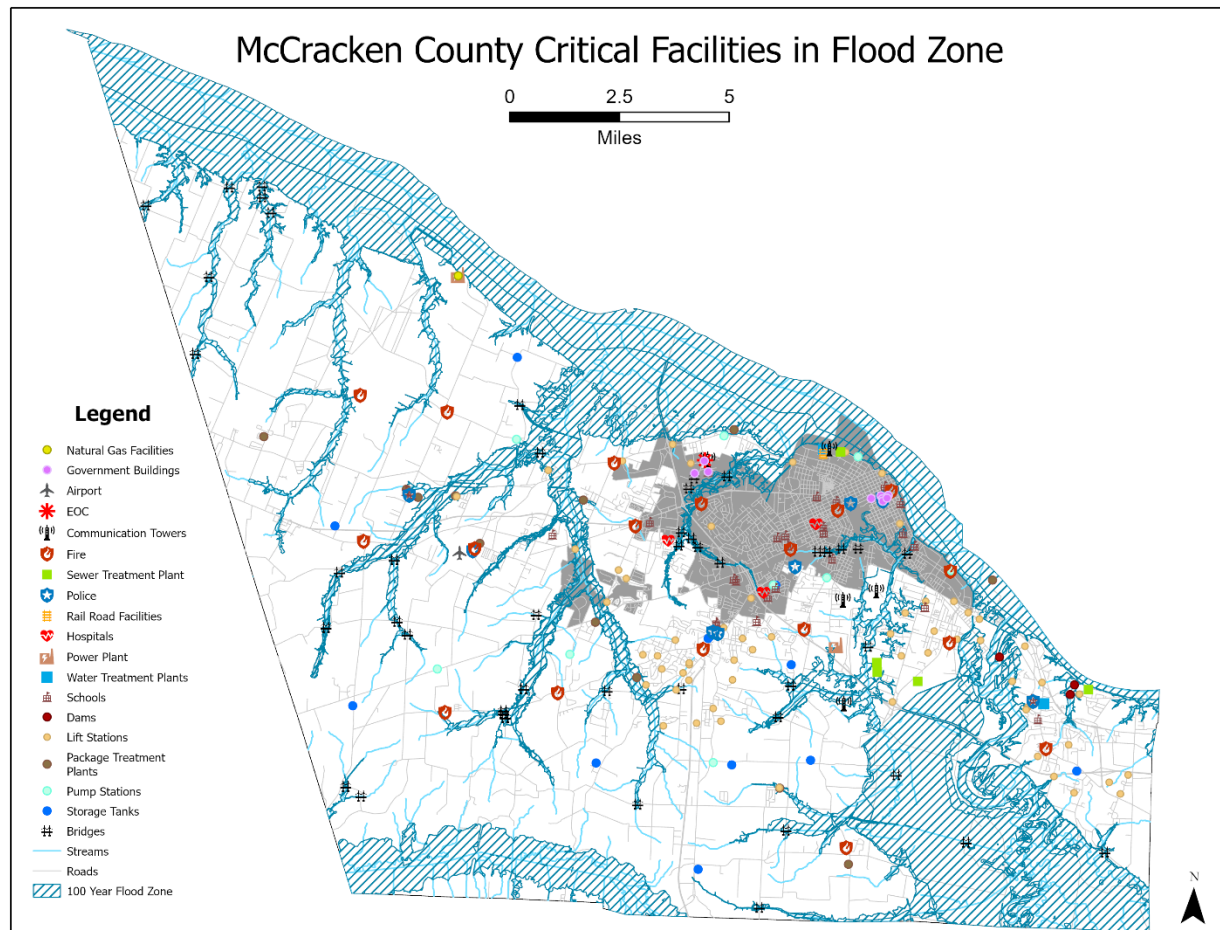 McCracken County Critical Facilities in Flood Zone
0 2.5 5
Miles
Legend
Natural Gas Facilities
Government Buildings
Airport
EOC
Communication Towers
Fire
Sewer Treatment Plant
Police
Rail Road Facilities
Hospitals
Power Plant
Water Treatment Plants
Schools
Dams
Lift Stations
Package Treatment
Plants
Pump Stations
Storage Tanks
Bridges
Streams
Roads
100 Year Flood Zone
N